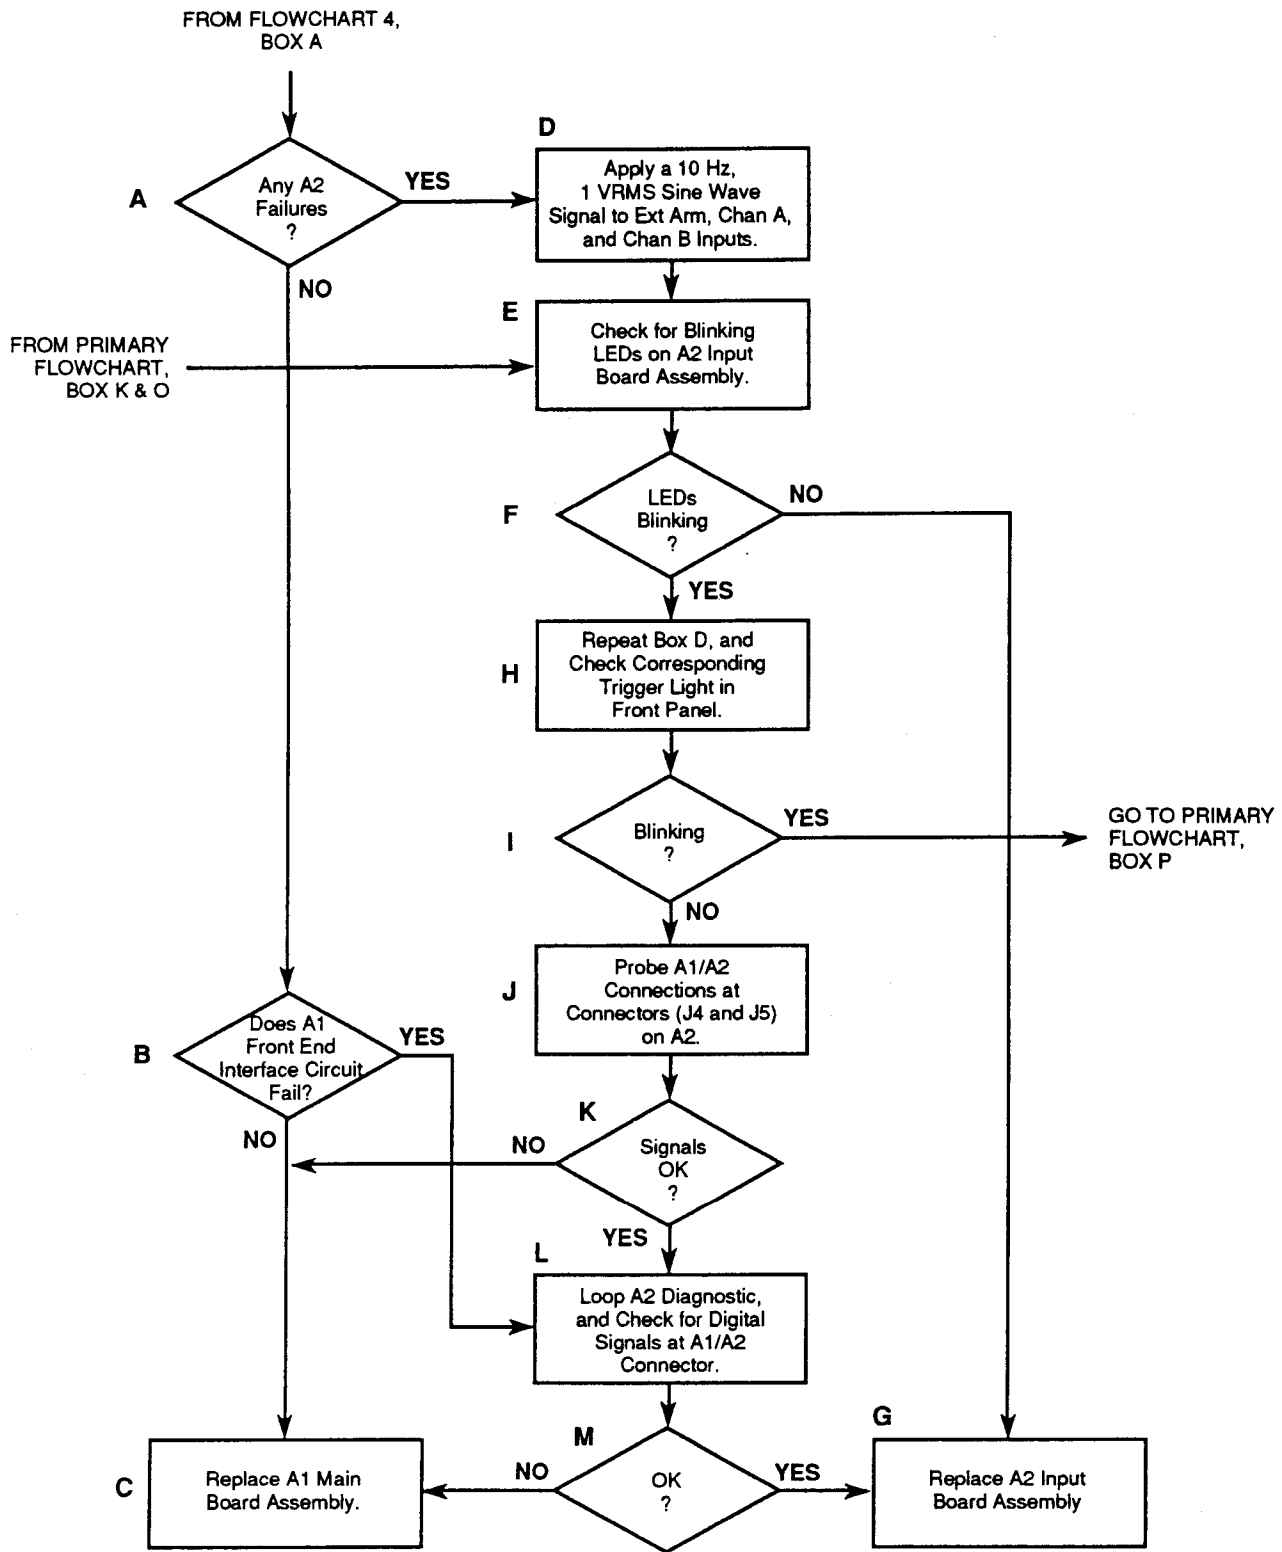 FROM FLOWCHART 4,
BOX A
A
Any A2
Failures
?
YES
NO
D
Apply a 10 Hz,
1 VRMS Sine Wave
Signal to Ext Arm, Chan A,
and Chan B Inputs.
FROM PRIMARY
FLOWCHART,
BOX K & O
E
Check for Blinking
LEDs on A2 Input
Board Assembly.
F
LEDs
Blinking
?
NO
YES
H
Repeat Box D, and
Check Corresponding
Trigger Light in
Front Panel.
I
Blinking
?
YES
NO
GO TO PRIMARY
FLOWCHART,
BOX P
J
Probe A1/A2
Connections at
Connectors (J4 and J5)
on A2.
B
Does A1
Front End
Interface Circuit
Fail?
YES
NO
K
Signals
OK
?
NO
YES
L
Loop A2 Diagnostic,
and Check for Digital
Signals at A1/A2
Connector.
M
OK
?
NO
YES
C
Replace A1 Main
Board Assembly.
G
Replace A2 Input
Board Assembly